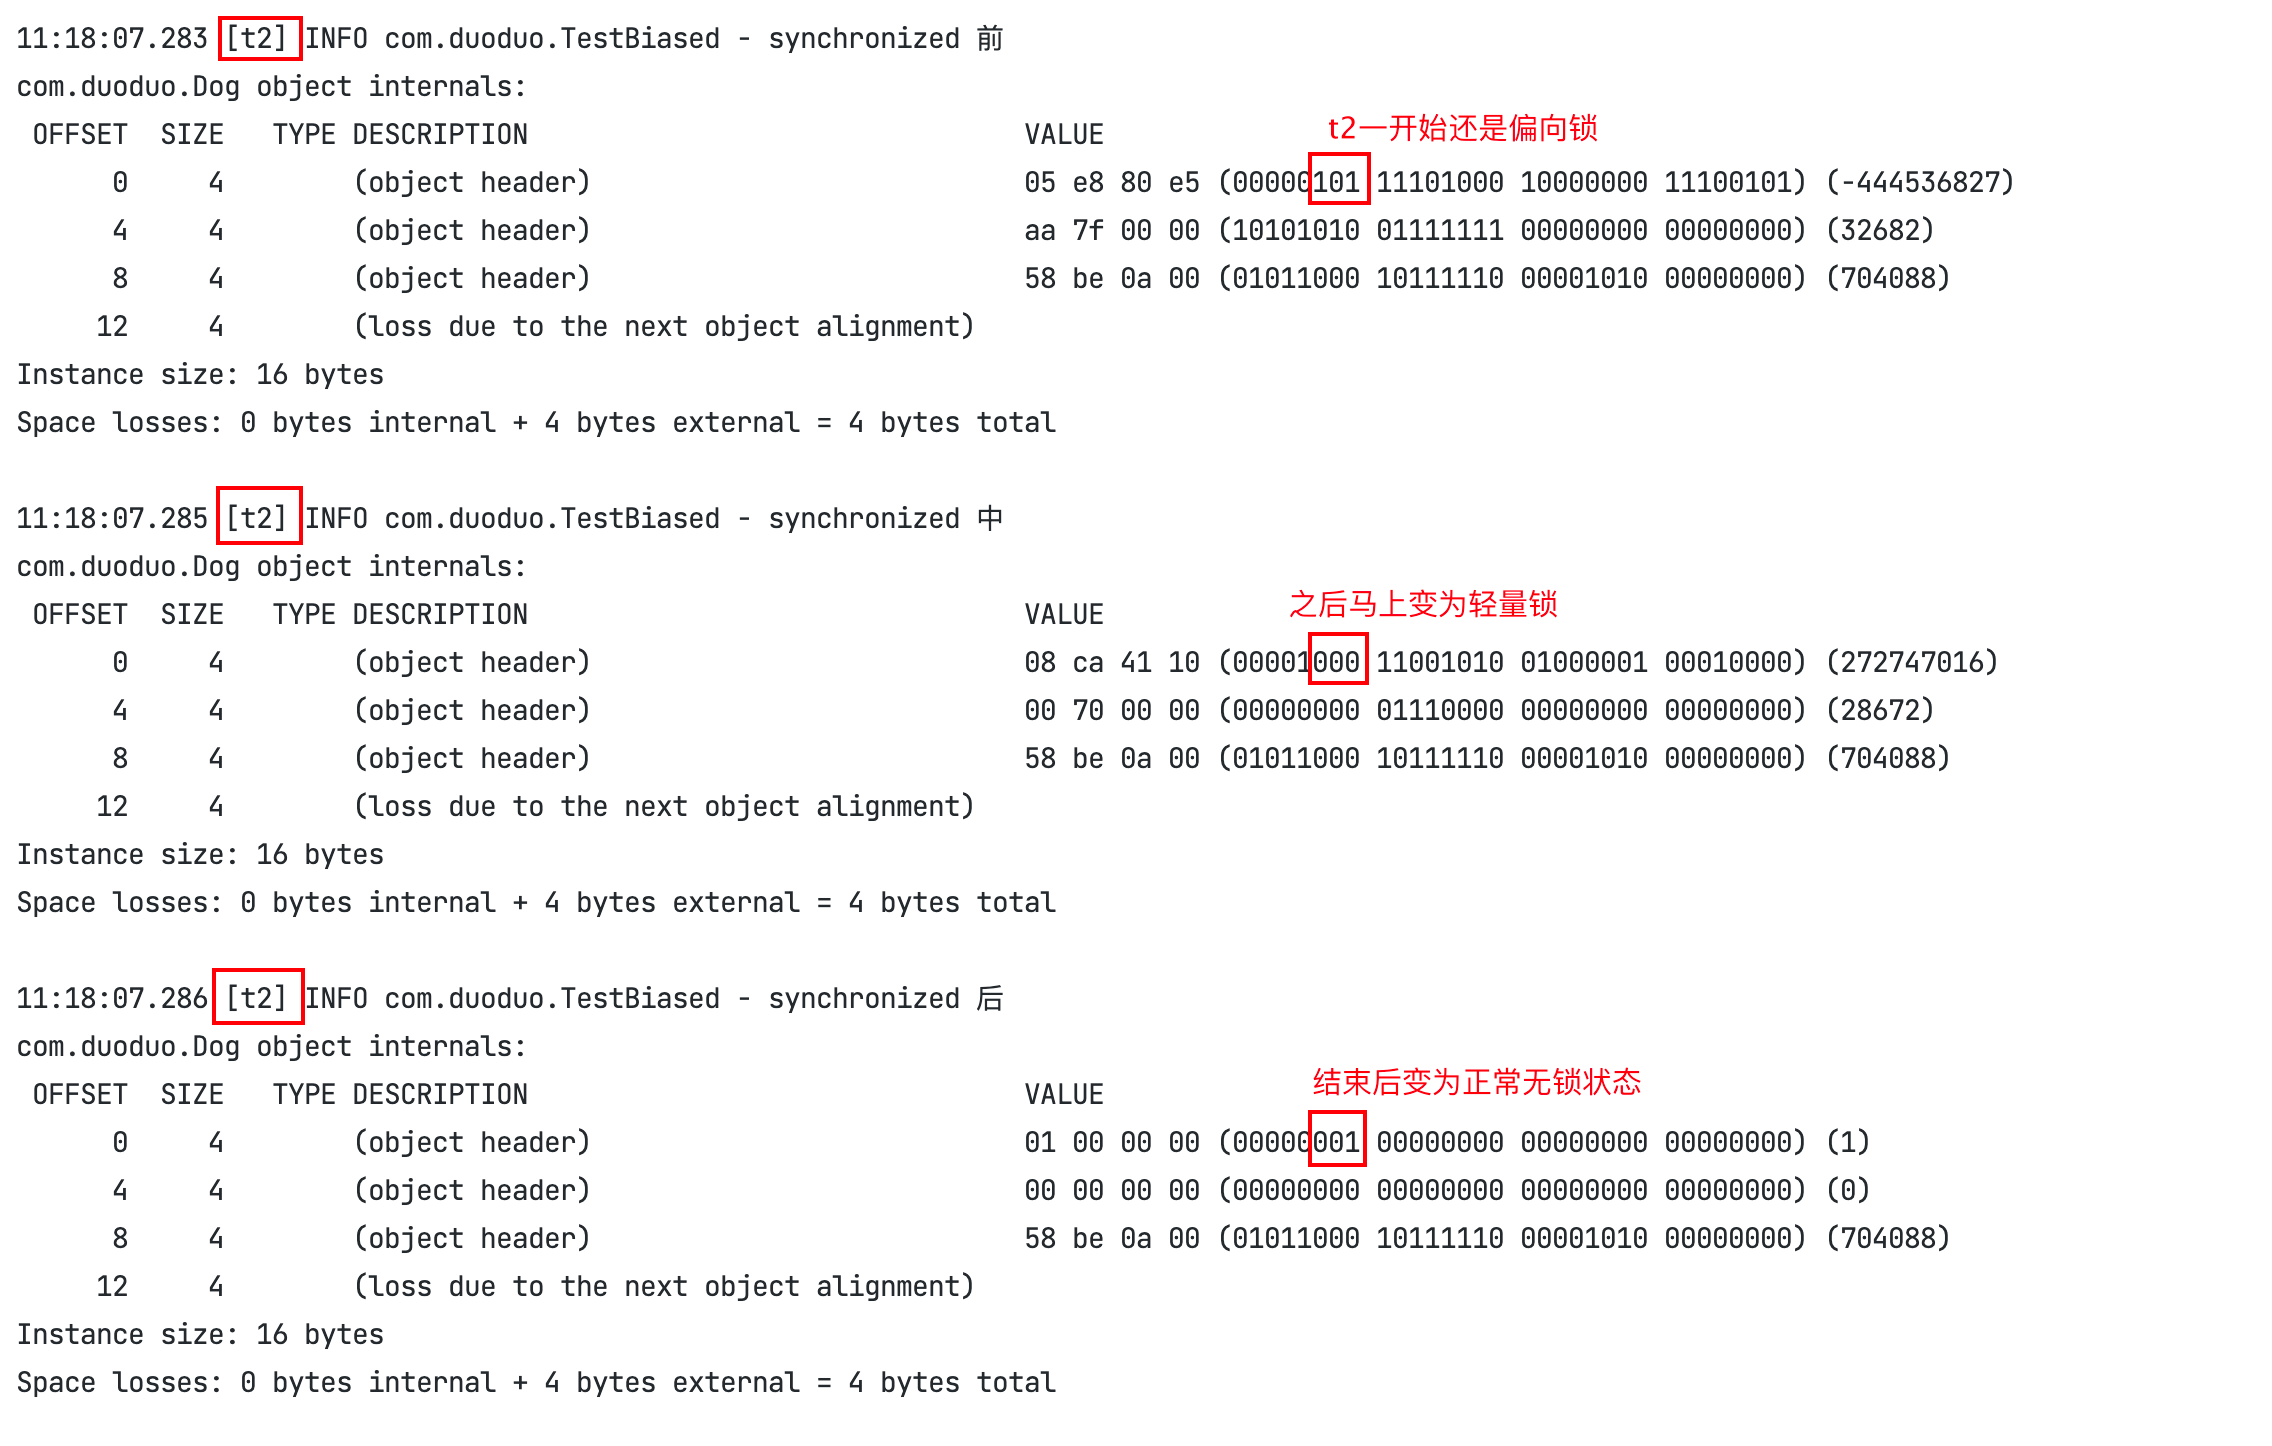 11:18:07.283 [t2] INFO com.duoduo.TestBiased - synchronized 前
com.duoduo.Dog object internals:
t2一开始还是偏向锁
OFFSET  SIZE   TYPE DESCRIPTION                               VALUE
0     4        (object header)                           05 e8 80 e5 (00000101 11101000 10000000 11100101) (-444536827)
4     4        (object header)                           aa 7f 00 00 (10101010 01111111 00000000 00000000) (32682)
8     4        (object header)                           58 be 0a 00 (01011000 10111110 00001010 00000000) (704088)
12     4        (loss due to the next object alignment)
Instance size: 16 bytes
Space losses: 0 bytes internal + 4 bytes external = 4 bytes total
11:18:07.285 [t2] INFO com.duoduo.TestBiased - synchronized 中
com.duoduo.Dog object internals:
之后马上变为轻量锁
OFFSET  SIZE   TYPE DESCRIPTION                               VALUE
0     4        (object header)                           08 ca 41 10 (00001000 11001010 01000001 00010000) (272747016)
4     4        (object header)                           00 70 00 00 (00000000 01110000 00000000 00000000) (28672)
8     4        (object header)                           58 be 0a 00 (01011000 10111110 00001010 00000000) (704088)
12     4        (loss due to the next object alignment)
Instance size: 16 bytes
Space losses: 0 bytes internal + 4 bytes external = 4 bytes total
11:18:07.286 [t2] INFO com.duoduo.TestBiased - synchronized 后
com.duoduo.Dog object internals:
结束后变为正常无锁状态
OFFSET  SIZE   TYPE DESCRIPTION                               VALUE
0     4        (object header)                           01 00 00 00 (00000001 00000000 00000000 00000000) (1)
4     4        (object header)                           00 00 00 00 (00000000 00000000 00000000 00000000) (0)
8     4        (object header)                           58 be 0a 00 (01011000 10111110 00001010 00000000) (704088)
12     4        (loss due to the next object alignment)
Instance size: 16 bytes
Space losses: 0 bytes internal + 4 bytes external = 4 bytes total